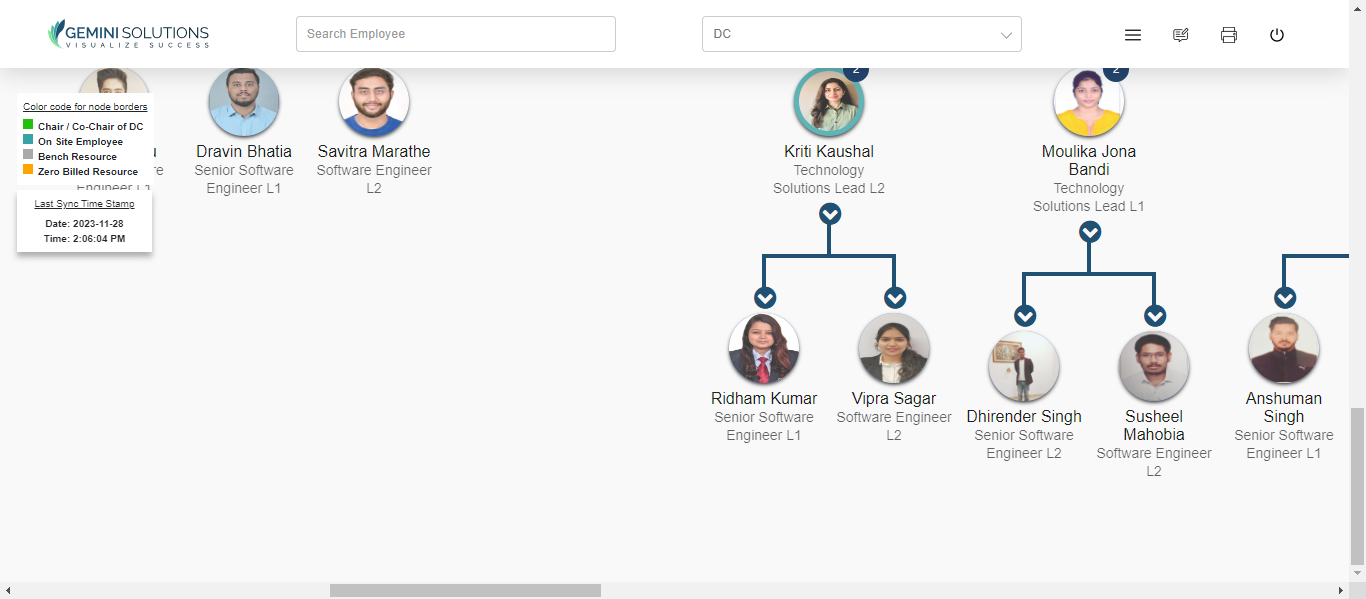 GEMINI SOLUTIONS
VISUALIZE SUCCESS
Search Employee
DC
2
2
Color code for node borders
Chair / Co-Chair of DC
On Site Employee
Bench Resource
Zero Billed Resource
Engineer L1
Last Sync Time Stamp
Date: 2023-11-28
Time: 2:06:04 PM
Dravin Bhatia
Senior Software
Engineer L1
Savitra Marathe
Software Engineer
L2
Kriti Kaushal
Technology
Solutions Lead L2
Moulika Jona
Bandi
Technology
Solutions Lead L1
Ridham Kumar
Senior Software
Engineer L1
Vipra Sagar
Software Engineer
L2
Dhirender Singh
Senior Software
Engineer L2
Susheel
Mahobia
Software Engineer
L2
Anshuman
Singh
Senior Software
Engineer L1